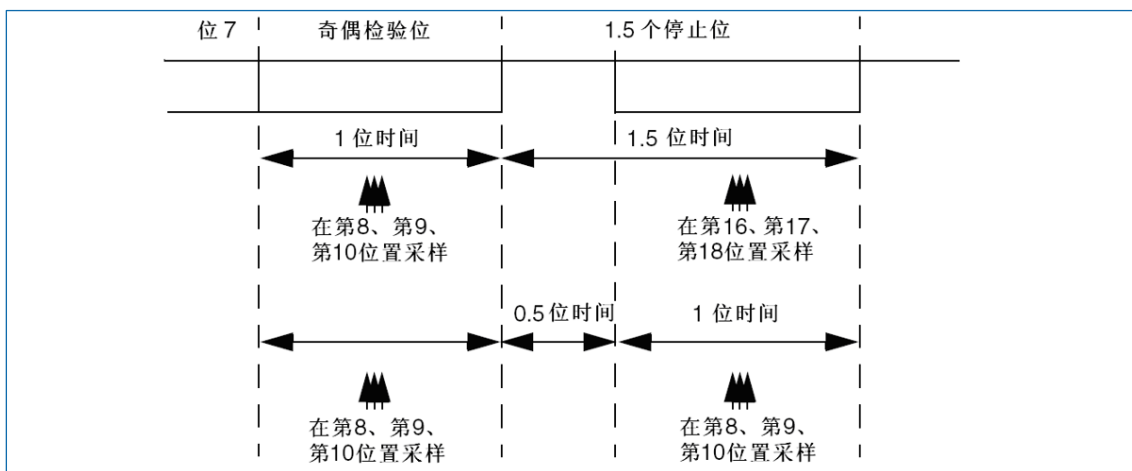 位 7 奇偶检验位 1.5 个停止位
1 位时间 1.5 位时间
在第8、第9、
第10位置采样
在第16、第17、
第18位置采样
0.5 位时间 1 位时间
在第8、第9、
第10位置采样
在第8、第9、
第10位置采样